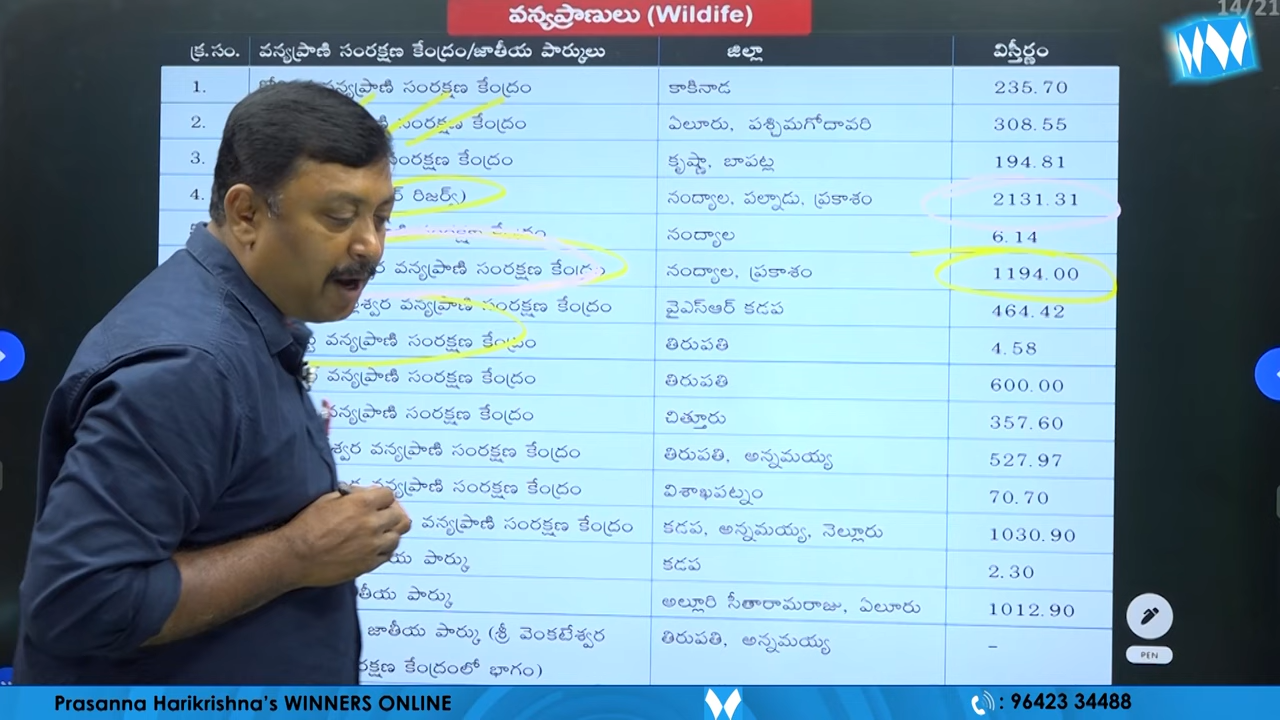 వన్యప్రాణులు (Wildife)
14/21
క్ర.సం. వన్యప్రాణి సంరక్షణ కేంద్రం/జాతీయ పార్కులు జిల్లా విస్తీర్ణం
1. వన్యప్రాణి సంరక్షణ కేంద్రం కాకినాడ 235.70
2. సంరక్షణ కేంద్రం ఏలూరు, పశ్చిమగోదావరి 308.55
3. సంరక్షణ కేంద్రం కృష్ణా, బాపట్ల 194.81
4. రిజర్వ్) నంద్యాల, పల్నాడు, ప్రకాశం 2131.31
సంరక్షణ కేంద్రం నంద్యాల 6.14
వన్యప్రాణి సంరక్షణ కేంద్రం నంద్యాల, ప్రకాశం 1194.00
వన్యప్రాణి సంరక్షణ కేంద్రం వైఎస్ఆర్ కడప 464.42
వన్యప్రాణి సంరక్షణ కేంద్రం తిరుపతి 4.58
వన్యప్రాణి సంరక్షణ కేంద్రం తిరుపతి 600.00
వన్యప్రాణి సంరక్షణ కేంద్రం చిత్తూరు 357.60
వన్యప్రాణి సంరక్షణ కేంద్రం తిరుపతి, అన్నమయ్య 527.97
వన్యప్రాణి సంరక్షణ కేంద్రం విశాఖపట్నం 70.70
వన్యప్రాణి సంరక్షణ కేంద్రం కడప, అన్నమయ్య, నెల్లూరు 1030.90
పార్కు కడప 2.30
పార్కు అల్లూరి సీతారామరాజు, ఏలూరు 1012.90
జాతీయ పార్కు (శ్రీ వెంకటేశ్వర తిరుపతి, అన్నమయ్య –
కేంద్రంలో భాగం)
PEN
Prasanna Harikrishna's WINNERS ONLINE : 96423 34488